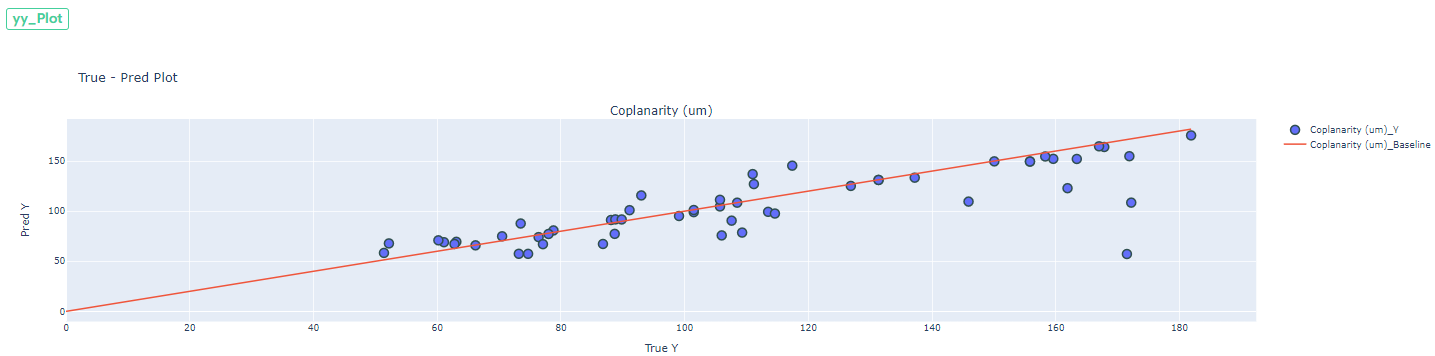 yy_Plot
True - Pred Plot
Coplanarity (um)
Coplanarity (um)_Y
Coplanarity (um)_Baseline
150
100
50
0
Pred Y
0 20 40 60 80 100 120 140 160 180
True Y